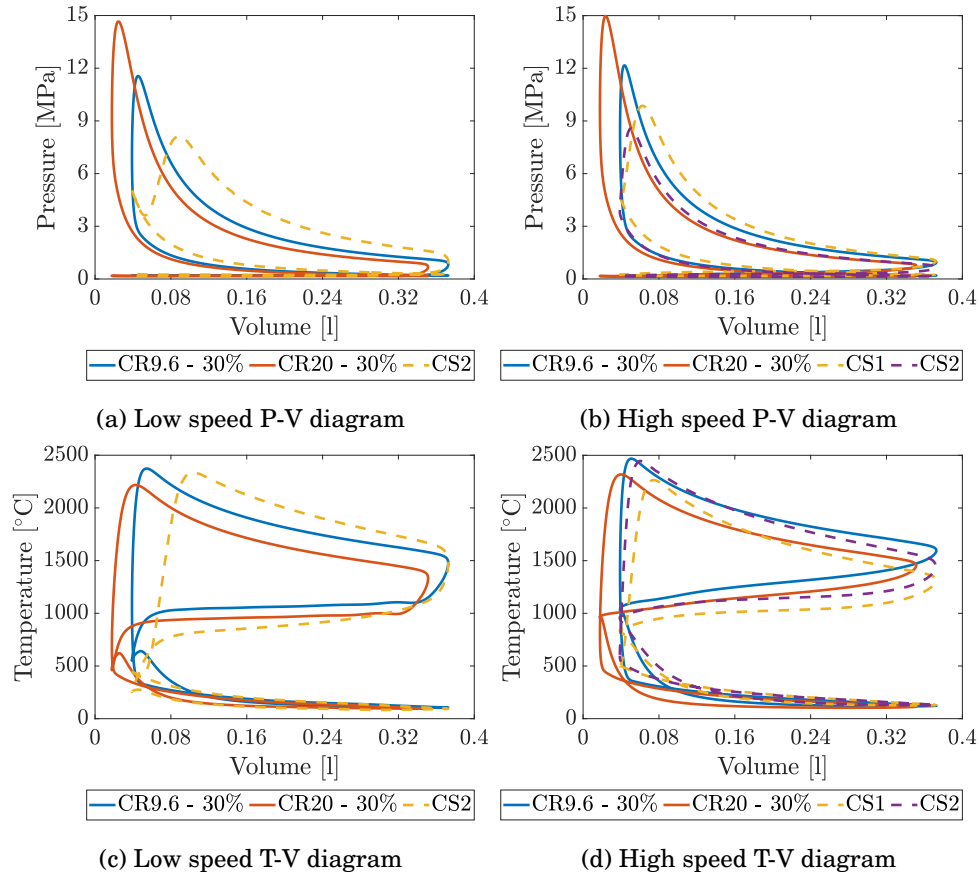 15
12
9
6
3
0
Pressure [MPa]
0 0.08 0.16 0.24 0.32 0.4
Volume [l]
CR9.6 - 30% CR20 - 30% CS2
(a) Low speed P-V diagram
15
12
9
6
3
0
Pressure [MPa]
0 0.08 0.16 0.24 0.32 0.4
Volume [l]
CR9.6 - 30% CR20 - 30% CS1 CS2
(b) High speed P-V diagram
2500
2000
1500
1000
500
0
Temperature [°C]
0 0.08 0.16 0.24 0.32 0.4
Volume [l]
CR9.6 - 30% CR20 - 30% CS2
(c) Low speed T-V diagram
2500
2000
1500
1000
500
0
Temperature [°C]
0 0.08 0.16 0.24 0.32 0.4
Volume [l]
CR9.6 - 30% CR20 - 30% CS1 CS2
(d) High speed T-V diagram